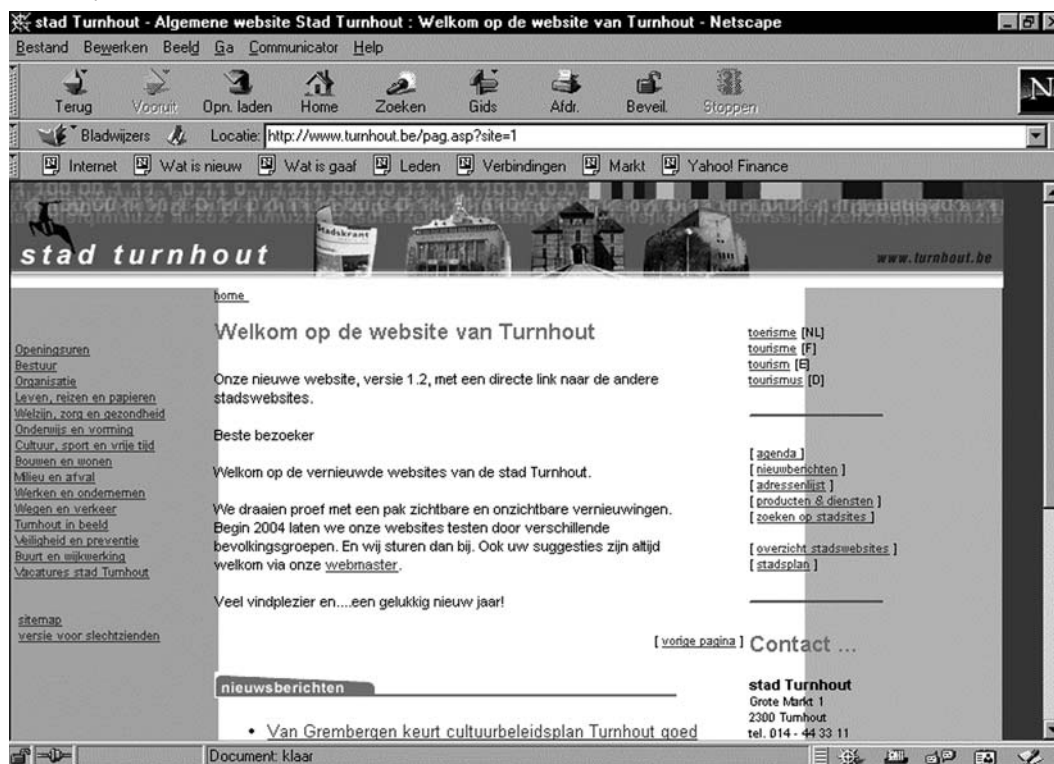 stad Turnhout - Algemene website Stad Turnhout : Welkom op de website van Turnhout - Netscape
Bestand Bewerken Beeld Ga Communicator Help
Terug Vooruit Opn. laden Home Zoeken Gids Afdr. Beveil. Stoppen
N
Bladwijzers Locatie: http://www.turnhout.be/pag.asp?site=1
Internet Wat is nieuw Wat is gaaf Leden Verbindingen Markt Yahoo! Finance
Stadskrant
stad turnhout
www.turnhout.be
home
Openingsuren
Bestuur
Organisatie
Leven, reizen en papieren
Welzijn, zorg en gezondheid
Onderwijs en vorming
Cultuur, sport en vrije tijd
Bouwen en wonen
Milieu en afval
Werken en ondernemen
Wegen en verkeer
Turnhout in beeld
Veiligheid en preventie
Buurt en wijkwerking
Vacatures stad Turnhout
sitemap
versie voor slechtzienden
Welkom op de website van Turnhout
Onze nieuwe website, versie 1.2, met een directe link naar de andere
stadswebsites.
Beste bezoeker
Welkom op de vernieuwde websites van de stad Turnhout.
We draaien proef met een pak zichtbare en onzichtbare vernieuwingen.
Begin 2004 laten we onze websites testen door verschillende
bevolkingsgroepen. En wij sturen dan bij. Ook uw suggesties zijn altijd
welkom via onze webmaster.
Veel vindplezier en....een gelukkig nieuw jaar!
[ vorige pagina ]
nieuwsberichten
• Van Grembergen keurt cultuurbeleidsplan Turnhout goed
toerisme [NL]
tourisme [F]
tourism [E]
tourismus [D]
[ agenda ]
[ nieuwberichten ]
[ adressenlijst ]
[ producten & diensten ]
[ zoeken op stadsites ]
[ overzicht stadswebsites ]
[ stadsplan ]
Contact ...
stad Turnhout
Grote Markt 1
2300 Turnhout
tel. 014 - 44 33 11
Document: klaar